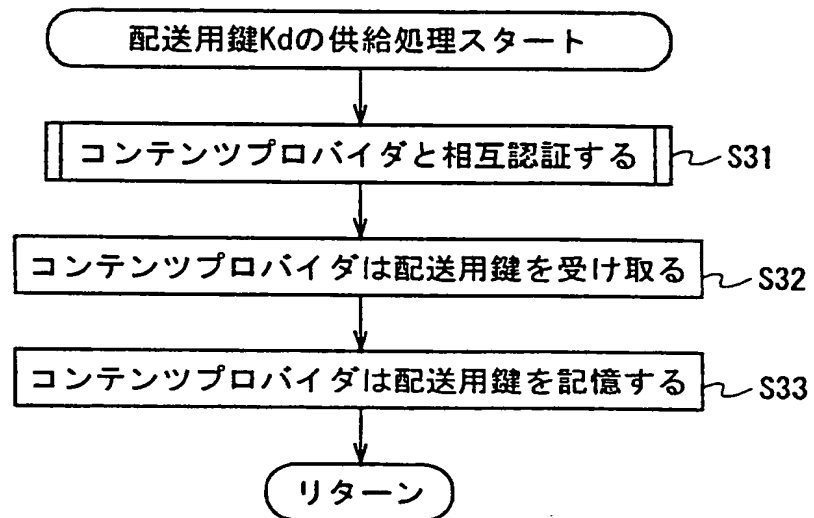 配送用鍵Kdの供給処理スタート
コンテンツプロバイダと相互認証する
S31
コンテンツプロバイダは配送用鍵を受け取る
S32
コンテンツプロバイダは配送用鍵を記憶する
S33
リターン